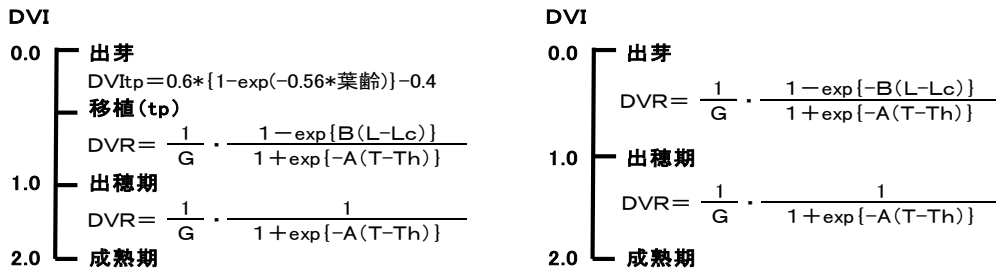 DVI
0.0 出芽
DVItp＝0.6*{1-exp(-0.56*葉齢)}-0.4
移植(tp)
DVR＝ 1/G ・ 1－exp{B(L-Lc)}/1＋exp{-A(T-Th)}
1.0 出穂期
DVR＝ 1/G ・ 1/1＋exp{-A(T-Th)}
2.0 成熟期
DVI
0.0 出芽
DVR＝ 1/G ・ 1－exp{-B(L-Lc)}/1＋exp{-A(T-Th)}
1.0 出穂期
DVR＝ 1/G ・ 1/1＋exp{-A(T-Th)}
2.0 成熟期